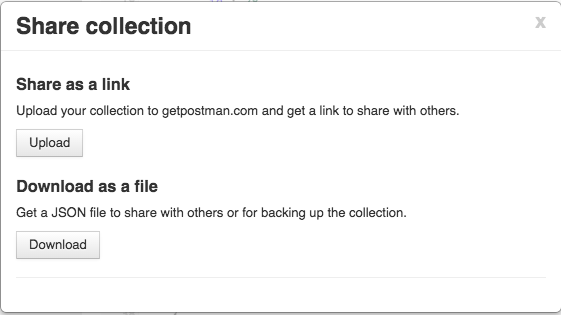 Share collection
x
Share as a link
Upload your collection to getpostman.com and get a link to share with others.
Upload
Download as a file
Get a JSON file to share with others or for backing up the collection.
Download